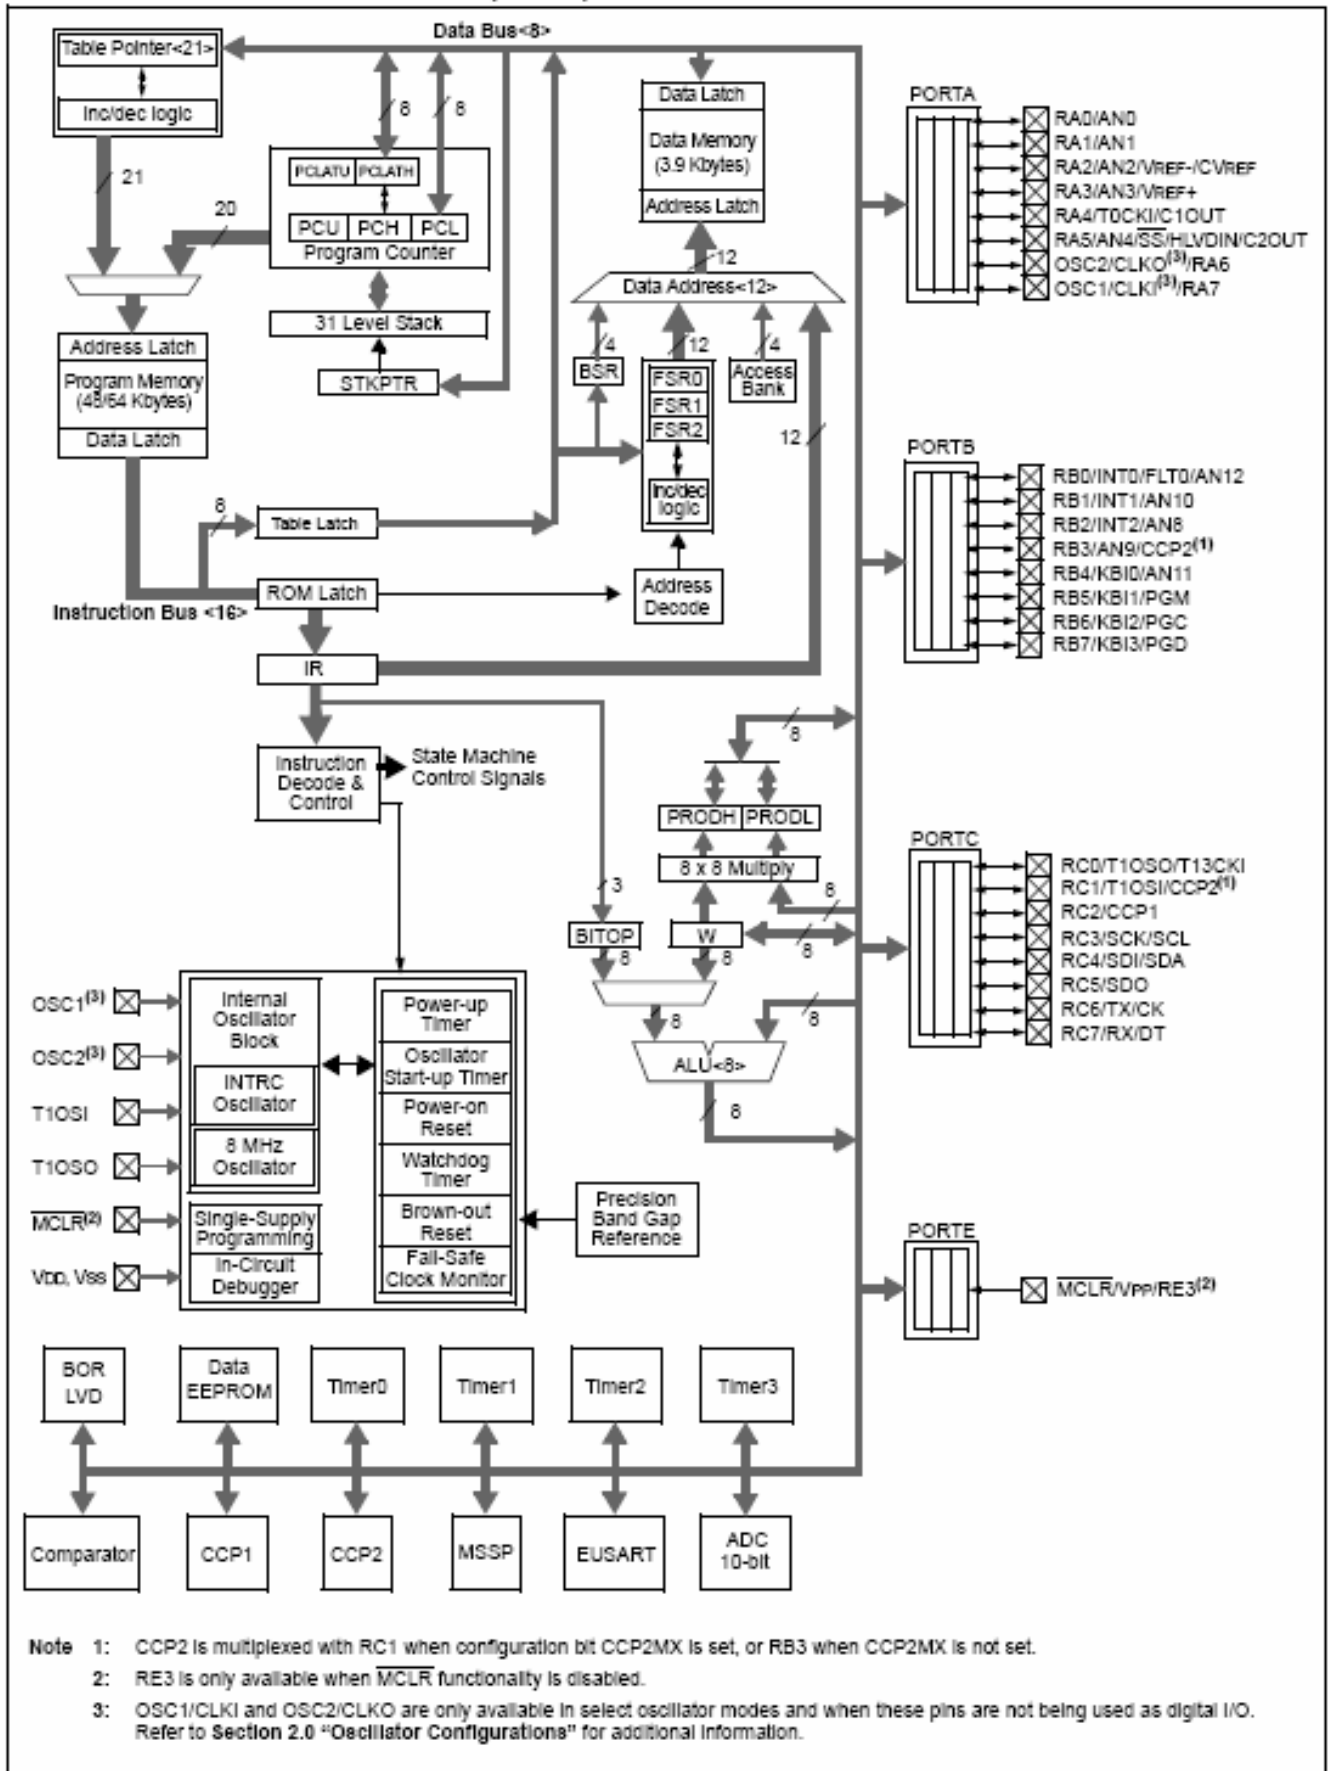 Data Bus<8>
Table Pointer<21>
Inc/dec logic
21
20
8
8
PCLATU PCLATH
PCU PCH PCL
Program Counter
31 Level Stack
STKPTR
Address Latch
Program Memory
(48/64 Kbytes)
Data Latch
Data Latch
Data Memory
(3.9 Kbytes)
Address Latch
12
Data Address<12>
4
12
4
BSR
FSR0
FSR1
FSR2
Inc/dec
logic
Access
Bank
12
8
Table Latch
ROM Latch
Instruction Bus <16>
Address
Decode
IR
Instruction
Decode &
Control
State Machine
Control Signals
8
PRODH PRODL
8 x 8 Multiply
3
8
BITOP
W
8
8
8
8
8
ALU<8>
8
PORTA
RA0/AN0
RA1/AN1
RA2/AN2/VREF-/CVREF
RA3/AN3/VREF+
RA4/T0CKI/C1OUT
RA5/AN4/SS/HLVDIN/C2OUT
OSC2/CLKO(3)/RA6
OSC1/CLKI(3)/RA7
PORTB
RB0/INT0/FLT0/AN12
RB1/INT1/AN10
RB2/INT2/AN8
RB3/AN9/CCP2(1)
RB4/KBI0/AN11
RB5/KBI1/PGM
RB6/KBI2/PGC
RB7/KBI3/PGD
PORTC
RC0/T1OSO/T13CKI
RC1/T1OSI/CCP2(1)
RC2/CCP1
RC3/SCK/SCL
RC4/SDI/SDA
RC5/SDO
RC6/TX/CK
RC7/RX/DT
PORTE
MCLR/VPP/RE3(2)
OSC1(3)
OSC2(3)
T1OSI
T1OSO
MCLR(2)
VDD, VSS
Internal
Oscillator
Block
INTRC
Oscillator
8 MHz
Oscillator
Single-Supply
Programming
In-Circuit
Debugger
Power-up
Timer
Oscillator
Start-up Timer
Power-on
Reset
Watchdog
Timer
Brown-out
Reset
Fail-Safe
Clock Monitor
Precision
Band Gap
Reference
BOR
LVD
Data
EEPROM
Timer0
Timer1
Timer2
Timer3
Comparator
CCP1
CCP2
MSSP
EUSART
ADC
10-bit
Note 1: CCP2 is multiplexed with RC1 when configuration bit CCP2MX is set, or RB3 when CCP2MX is not set.
2: RE3 is only available when MCLR functionality is disabled.
3: OSC1/CLKI and OSC2/CLKO are only available in select oscillator modes and when these pins are not being used as digital I/O.
Refer to Section 2.0 “Oscillator Configurations” for additional information.